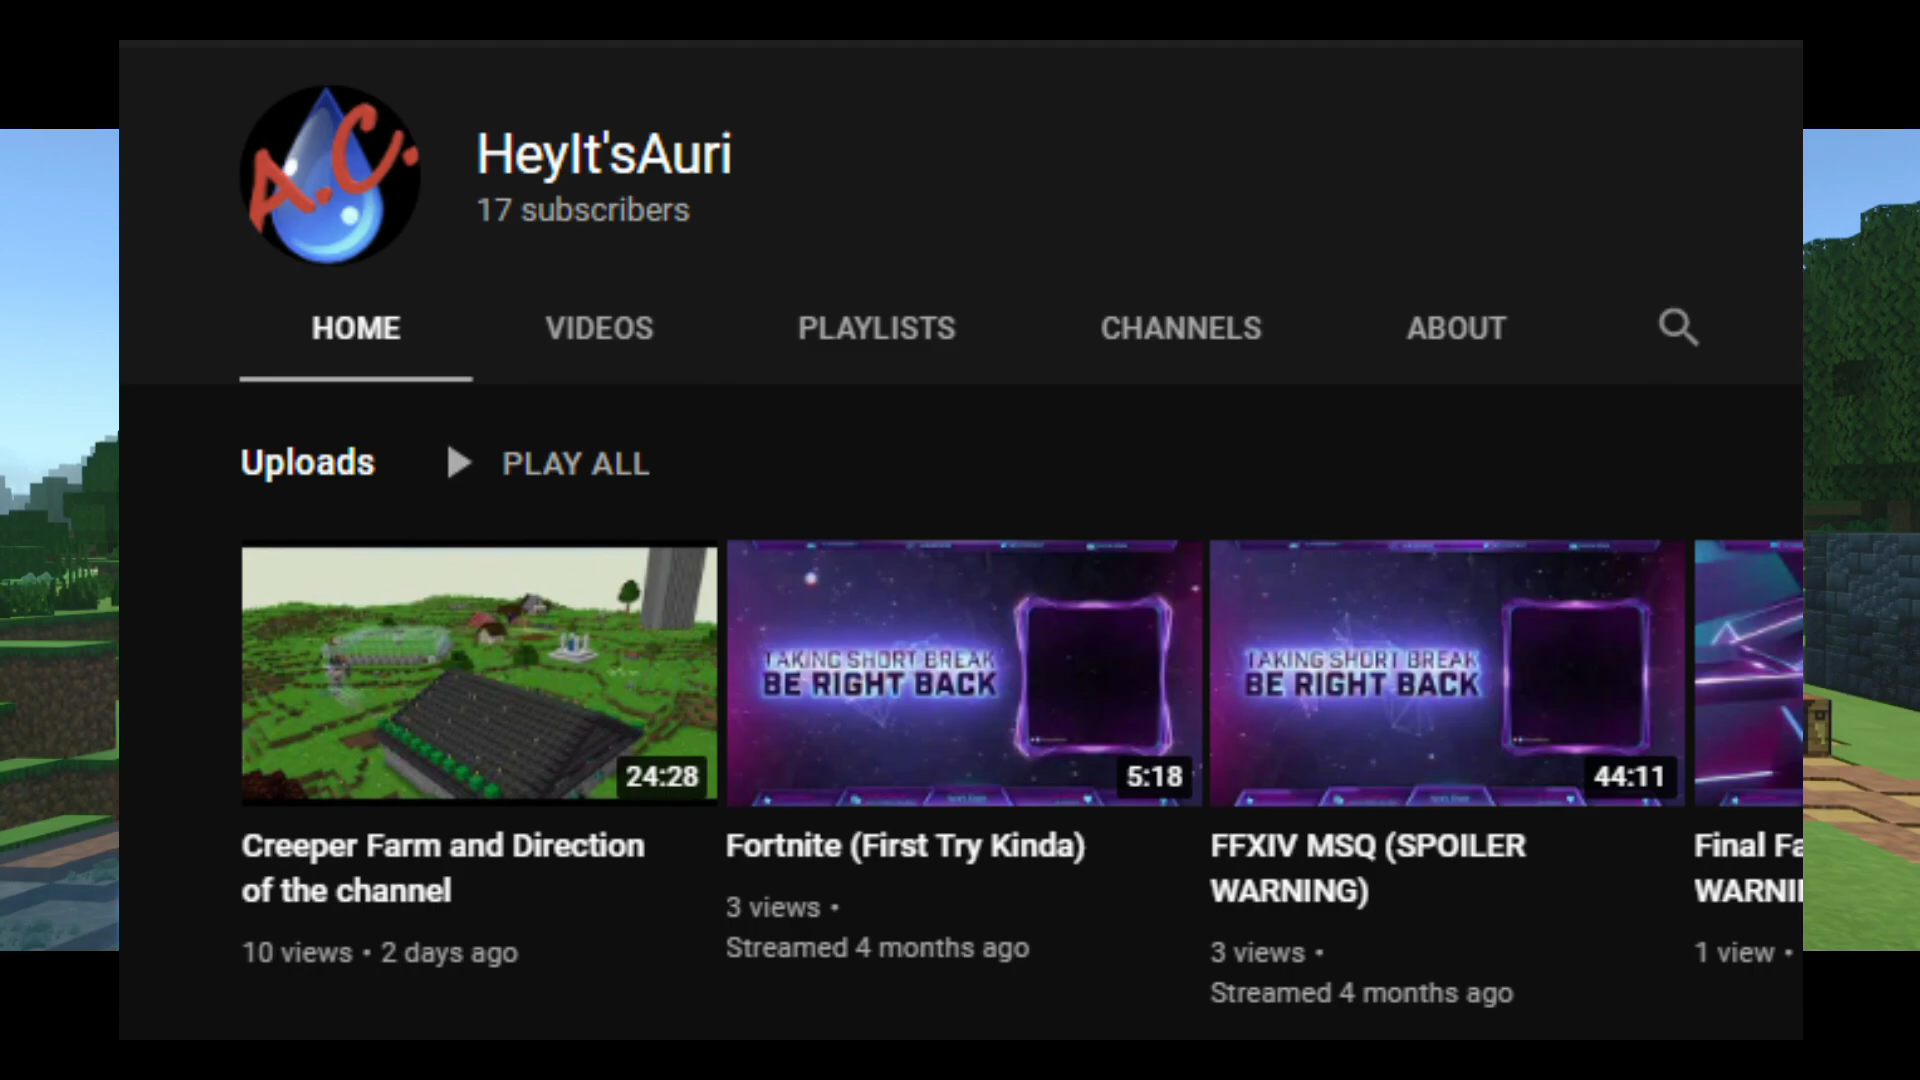 A.C.
HeyIt'sAuri
17 subscribers
HOME VIDEOS PLAYLISTS CHANNELS ABOUT
Uploads PLAY ALL
24:28
TAKING SHORT BREAK
BE RIGHT BACK
5:18
TAKING SHORT BREAK
BE RIGHT BACK
44:11
Creeper Farm and Direction
of the channel
10 views • 2 days ago
Fortnite (First Try Kinda)
3 views •
Streamed 4 months ago
FFXIV MSQ (SPOILER
WARNING)
3 views •
Streamed 4 months ago
Final Fa
WARNI
1 view •